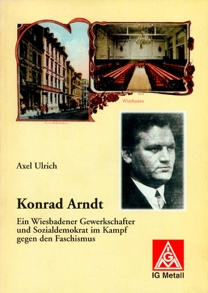 Wiesbaden
Axel Ulrich
Konrad Arndt
Ein Wiesbadener Gewerkschafter
und Sozialdemokrat im Kampf
gegen den Faschismus
IG Metall